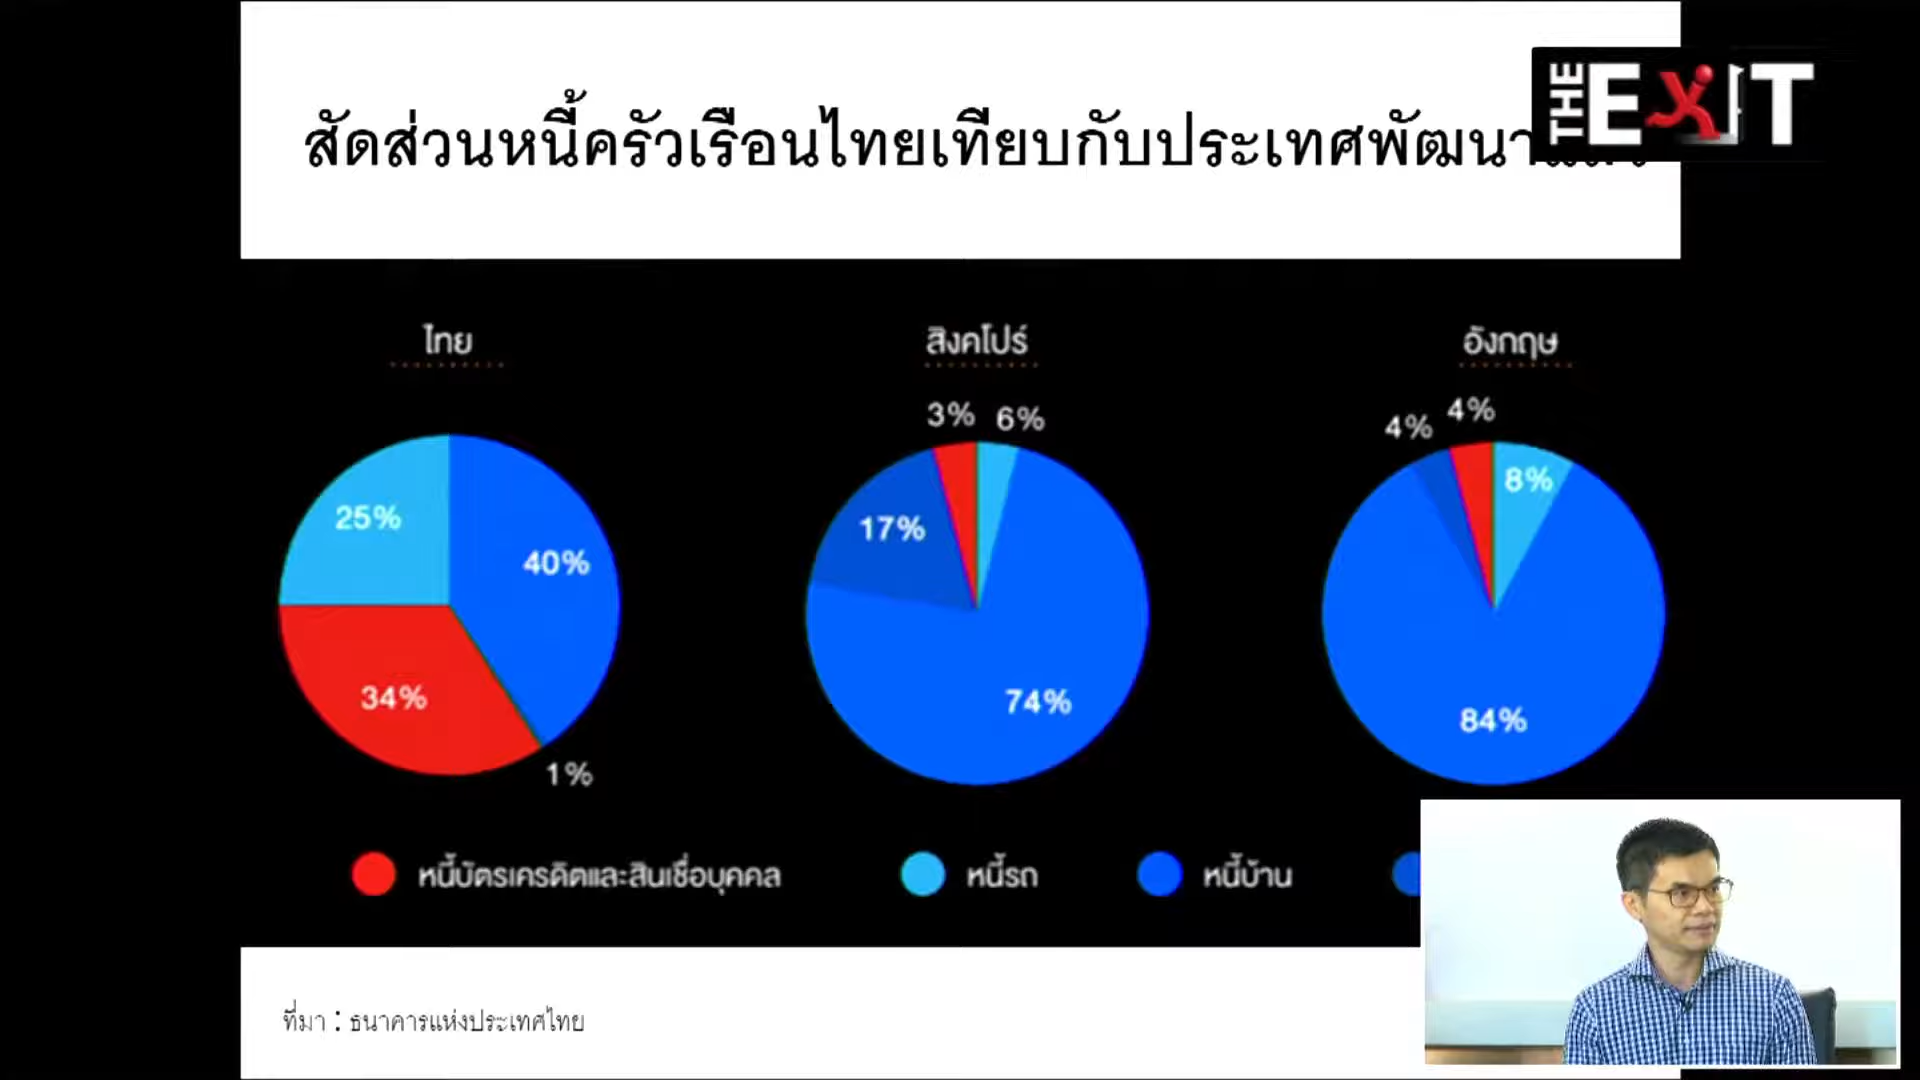 THE EXIT
สัดส่วนหนี้ครัวเรือนไทยเทียบกับประเทศพัฒนา
ไทย
สิงคโปร์
อังกฤษ
25%
40%
34%
1%
3%
6%
17%
74%
4%
4%
8%
84%
หนี้บัตรเครดิตและสินเชื่อบุคคล
หนี้รถ
หนี้บ้าน
ที่มา : ธนาคารแห่งประเทศไทย